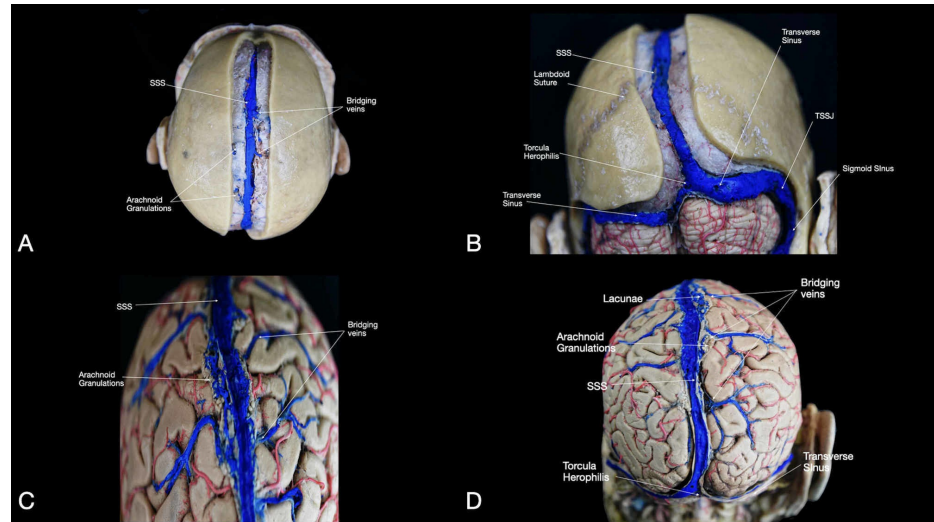 SSS
Bridging
veins
Arachnoid
Granulations
A
Transverse
Sinus
SSS
Lambdoid
Suture
TSSJ
Torcula
Herophilis
Sigmoid SInus
Transverse
Sinus
B
SSS
Bridging
veins
Arachnoid
Granulations
C
Bridging
veins
Lacunae
Arachnoid
Granulations
SSS
Torcula
Herophilis
Transverse
SInus
D